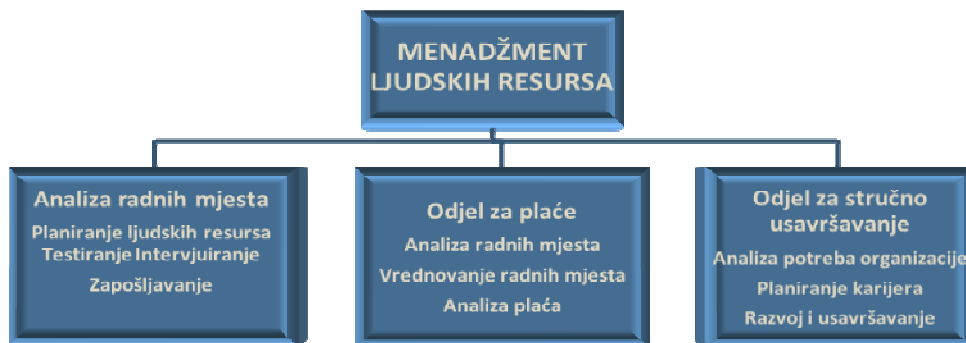 MENADŽMENT
LJUDSKIH RESURSA
Analiza radnih mjesta
Planiranje ljudskih resursa
Testiranje Intervjuiranje
Zapošljavanje
Odjel za plaće
Analiza radnih mjesta
Vrednovanje radnih mjesta
Analiza plaća
Odjel za stručno
usavršavanje
Analiza potreba organizacije
Planiranje karijera
Razvoj i usavršavanje